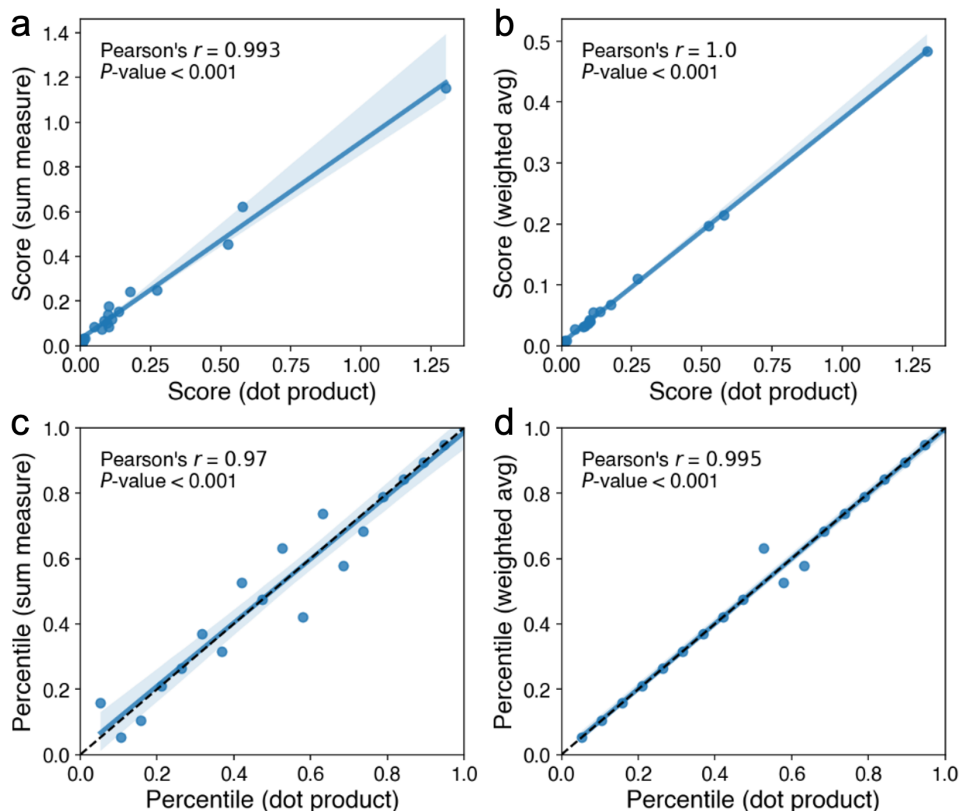 a
Pearson's r = 0.993
P-value < 0.001
Score (sum measure)
1.4
1.2
1.0
0.8
0.6
0.4
0.2
0.0
0.00 0.25 0.50 0.75 1.00 1.25
Score (dot product)
b
Pearson's r = 1.0
P-value < 0.001
Score (weighted avg)
0.5
0.4
0.3
0.2
0.1
0.0
0.00 0.25 0.50 0.75 1.00 1.25
Score (dot product)
c
Pearson's r = 0.97
P-value < 0.001
Percentile (sum measure)
1.0
0.8
0.6
0.4
0.2
0.0
0.0 0.2 0.4 0.6 0.8 1.0
Percentile (dot product)
d
Pearson's r = 0.995
P-value < 0.001
Percentile (weighted avg)
1.0
0.8
0.6
0.4
0.2
0.0
0.0 0.2 0.4 0.6 0.8 1.0
Percentile (dot product)